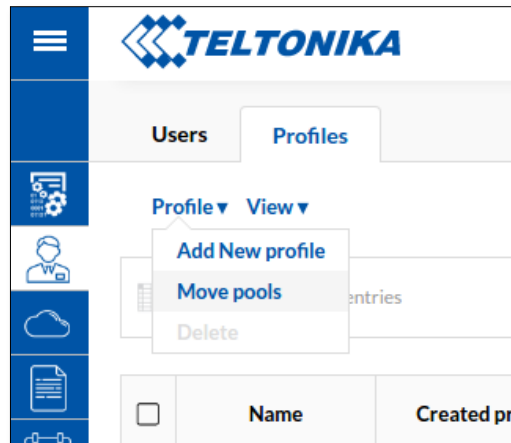 TELTONIKA
Users Profiles
Profile▾ View▾
Add New profile
Move pools
entries
Delete
Name Created pr